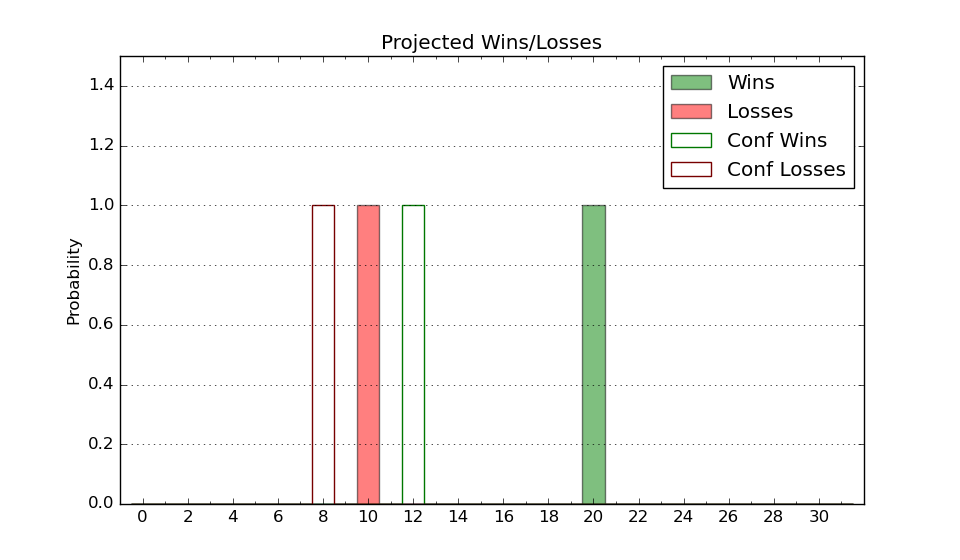 Projected Wins/Losses
Wins
Losses
Conf Wins
Conf Losses
Probability
1.4
1.2
1.0
0.8
0.6
0.4
0.2
0.0
0 2 4 6 8 10 12 14 16 18 20 22 24 26 28 30